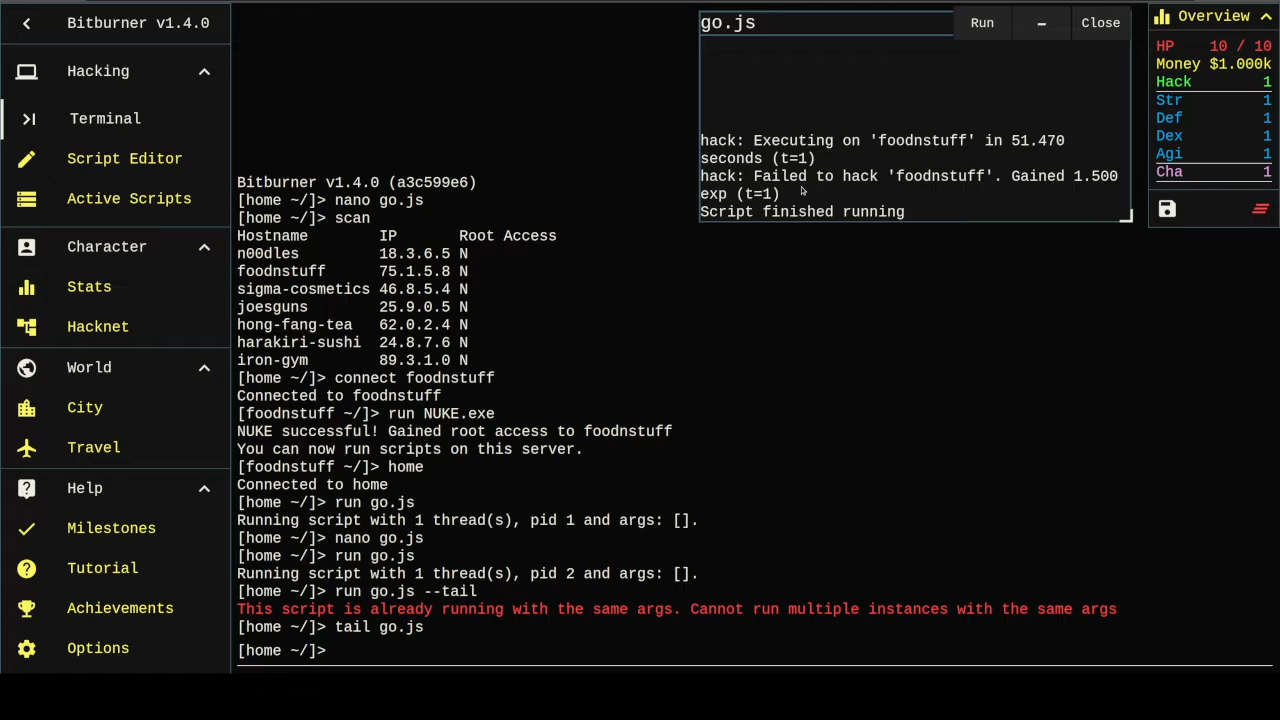 Bitburner v1.4.0
Hacking
Terminal
Script Editor
Active Scripts
Character
Stats
Hacknet
World
City
Travel
Help
Milestones
Tutorial
Achievements
Options
Bitburner v1.4.0 (a3c599e6)
[home ~/]> nano go.js
[home ~/]> scan
Hostname IP Root Access
n00dles 18.3.6.5 N
foodnstuff 75.1.5.8 N
sigma-cosmetics 46.8.5.4 N
joesguns 25.9.0.5 N
hong-fang-tea 62.0.2.4 N
harakiri-sushi 24.8.7.6 N
iron-gym 89.3.1.0 N
[home ~/]> connect foodnstuff
Connected to foodnstuff
[foodnstuff ~/]> run NUKE.exe
NUKE successful! Gained root access to foodnstuff
You can now run scripts on this server.
[foodnstuff ~/]> home
Connected to home
[home ~/]> run go.js
Running script with 1 thread(s), pid 1 and args: [].
[home ~/]> nano go.js
[home ~/]> run go.js
Running script with 1 thread(s), pid 2 and args: [].
[home ~/]> run go.js --tail
This script is already running with the same args. Cannot run multiple instances with the same args
[home ~/]> tail go.js
[home ~/]>
go.js Run – Close
hack: Executing on 'foodnstuff' in 51.470
seconds (t=1)
hack: Failed to hack 'foodnstuff'. Gained 1.500
exp (t=1)
Script finished running
Overview
HP 10 / 10
Money $1.000k
Hack 1
Str 1
Def 1
Dex 1
Agi 1
Cha 1